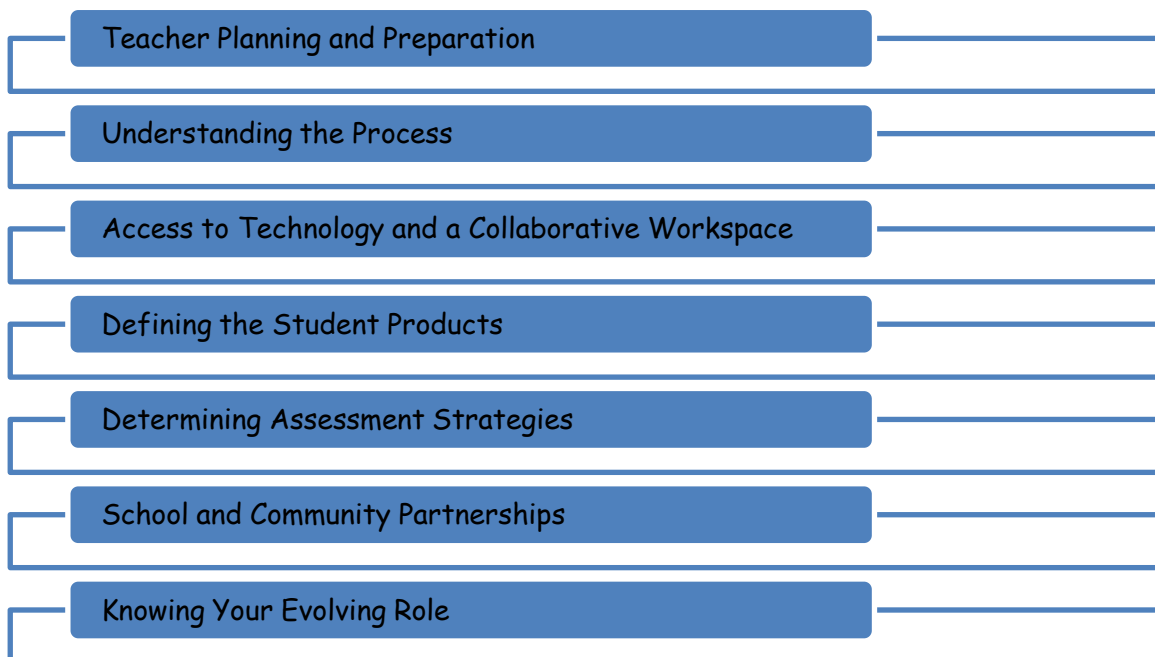 Teacher Planning and Preparation
Understanding the Process
Access to Technology and a Collaborative Workspace
Defining the Student Products
Determining Assessment Strategies
School and Community Partnerships
Knowing Your Evolving Role